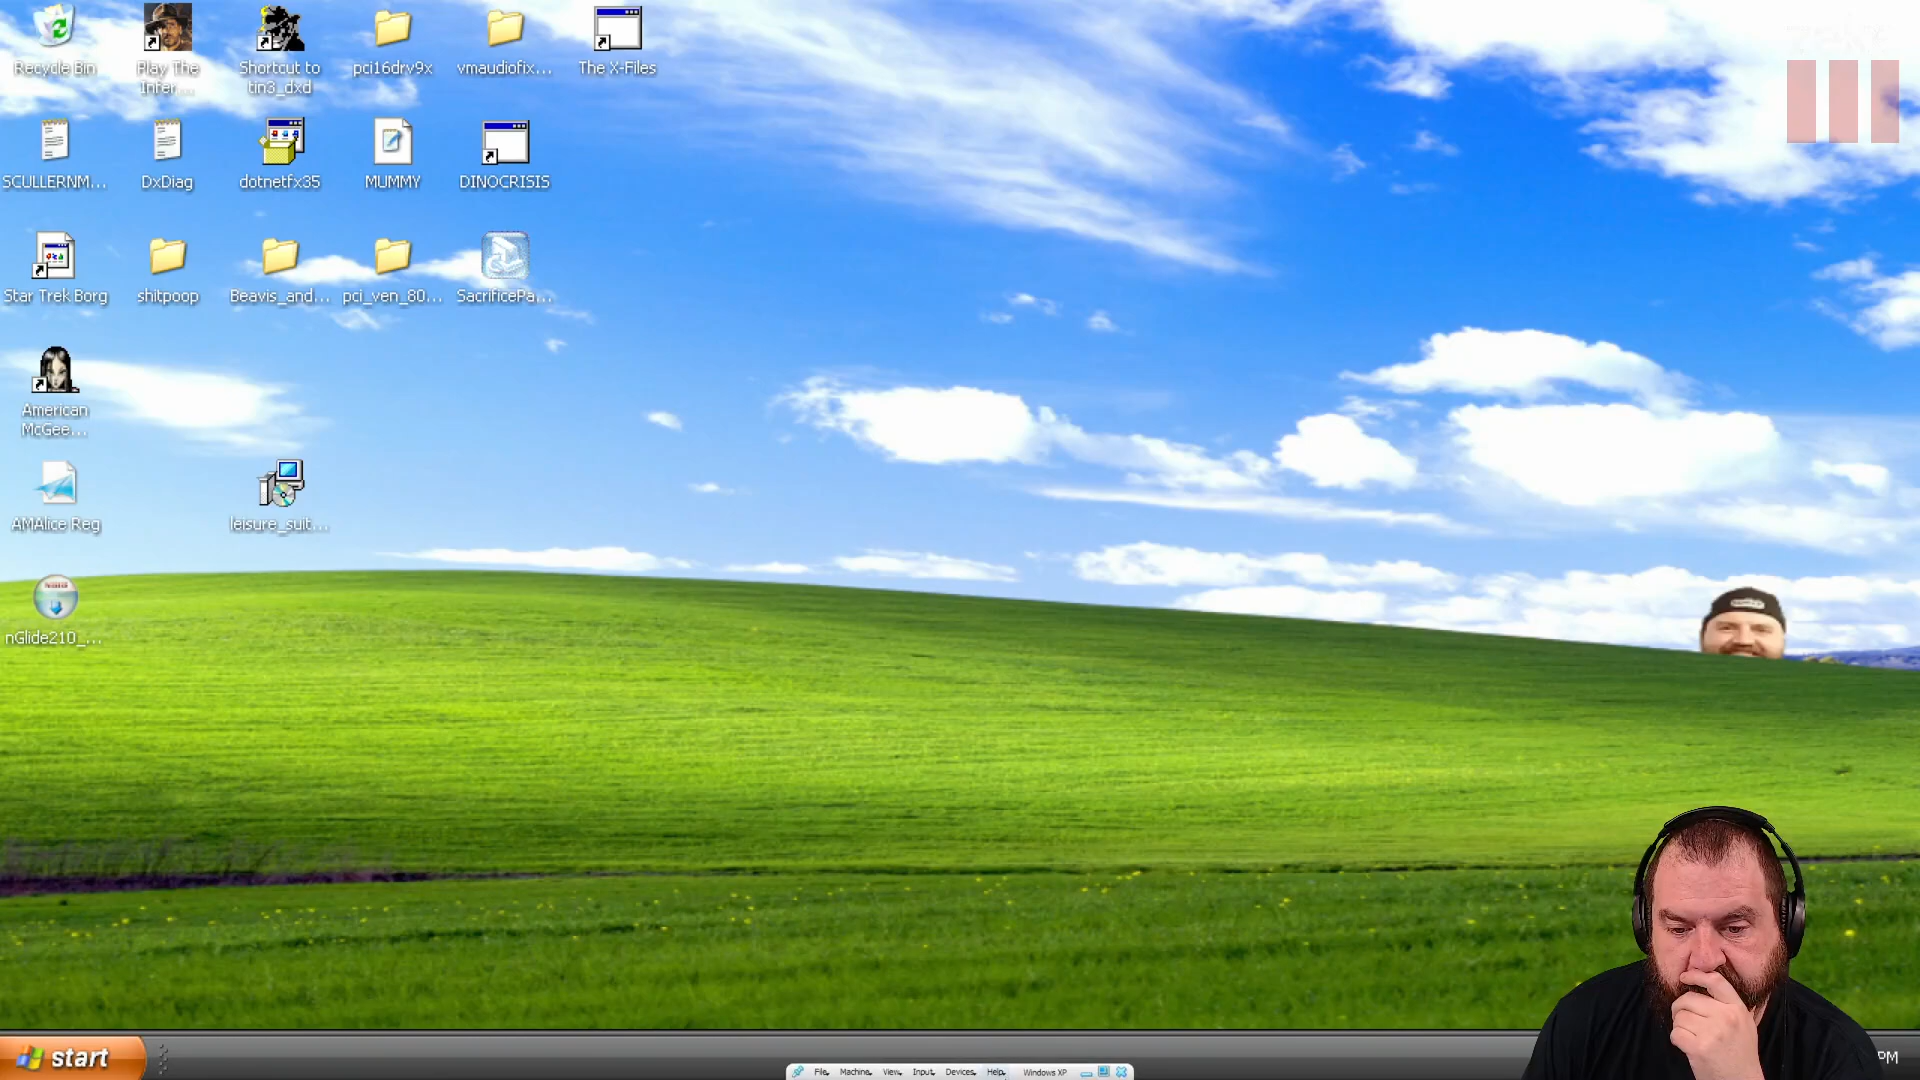 Recycle Bin
Play The
Infer...
Shortcut to
tin3_dxd
pci16drv9x
vmaudiofix...
The X-Files
SCULLERNM...
DxDiag
dotnetfx35
MUMMY
DINOCRISIS
Star Trek Borg
shitpoop
Beavis_and...
pci_ven_80...
SacrificePa...
American
McGee...
AMAlice Reg
leisure_suit...
nGlide210_...
start
File
Machine
View
Input
Devices
Help
Windows XP
PM